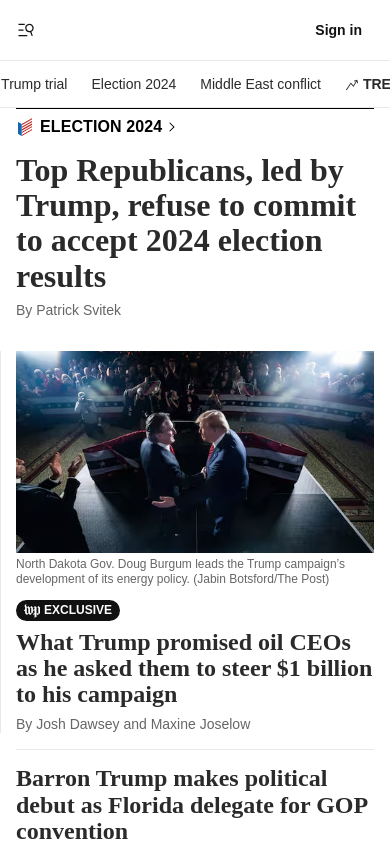 Sign in
Trump trial
Election 2024
Middle East conflict
TRE
ELECTION 2024
Top Republicans, led by
Trump, refuse to commit
to accept 2024 election
results
By Patrick Svitek
North Dakota Gov. Doug Burgum leads the Trump campaign's
development of its energy policy. (Jabin Botsford/The Post)
wp EXCLUSIVE
What Trump promised oil CEOs
as he asked them to steer $1 billion
to his campaign
By Josh Dawsey and Maxine Joselow
Barron Trump makes political
debut as Florida delegate for GOP
convention